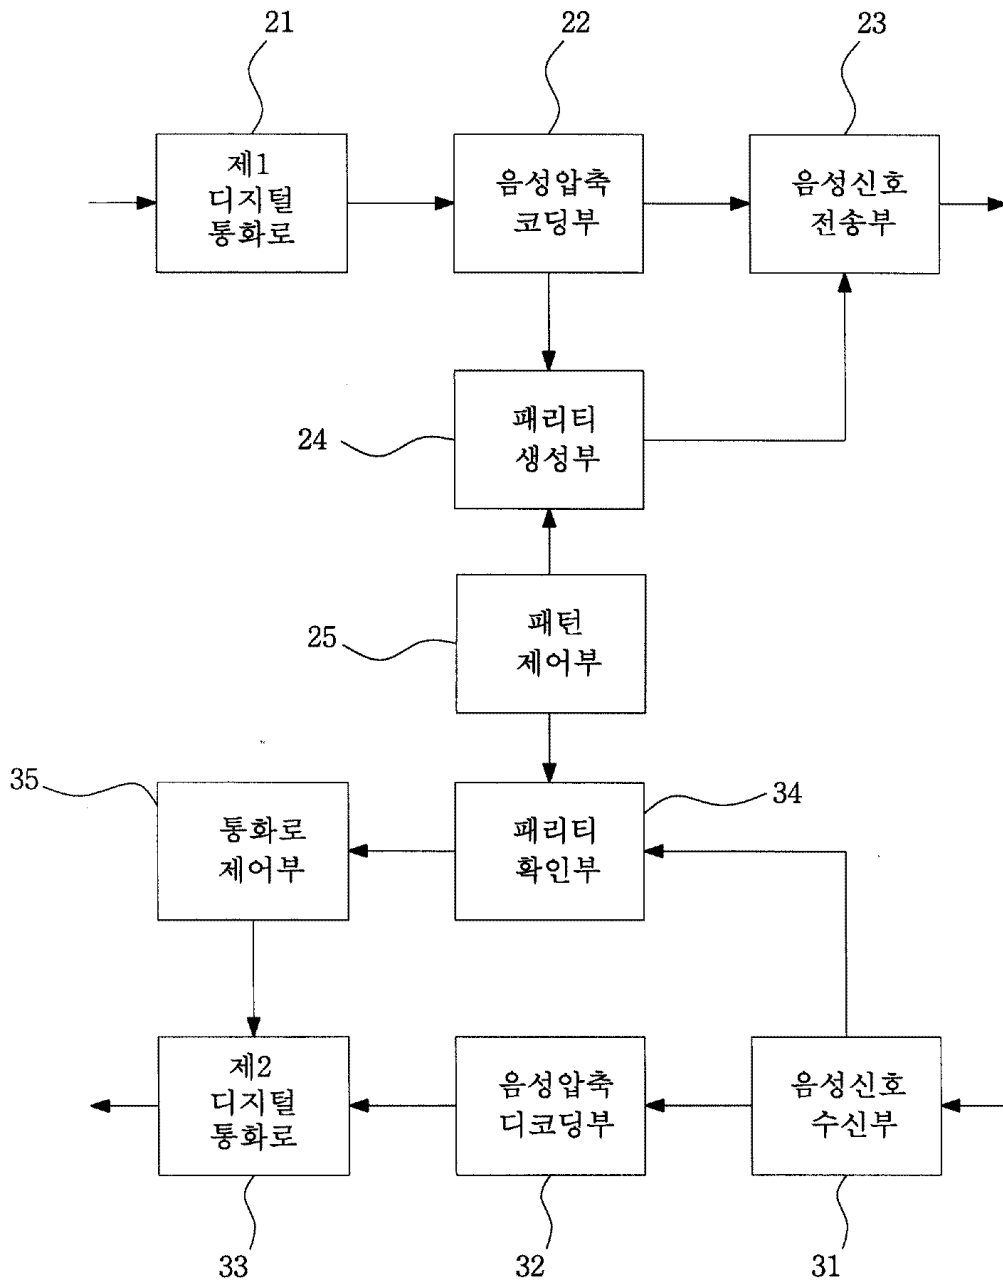 21
22
23
제1
디지털
통화로
음성압축
코딩부
음성신호
전송부
24
패리티
생성부
25
패턴
제어부
35
통화로
제어부
패리티
확인부
34
제2
디지털
통화로
음성압축
디코딩부
음성신호
수신부
33
32
31